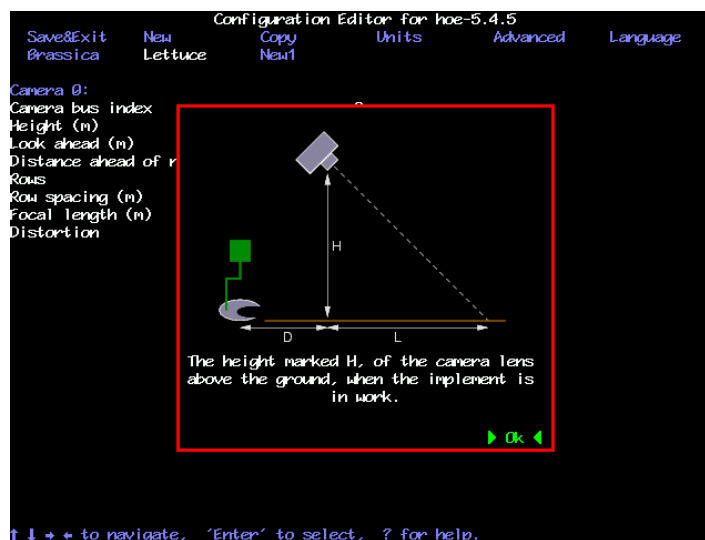 Configuration Editor for hoe-5.4.5
Save&Exit New Copy Units Advanced Language
Brassica Lettuce New1
Camera 0:
Camera bus index
Height (m)
Look ahead (m)
Distance ahead of r
Rows
Row spacing (m)
Focal length (m)
Distortion
H
D L
The height marked H, of the camera lens
above the ground, when the implement is
in work.
Ok
↑ ↓ → ← to navigate, 'Enter' to select, ? for help.